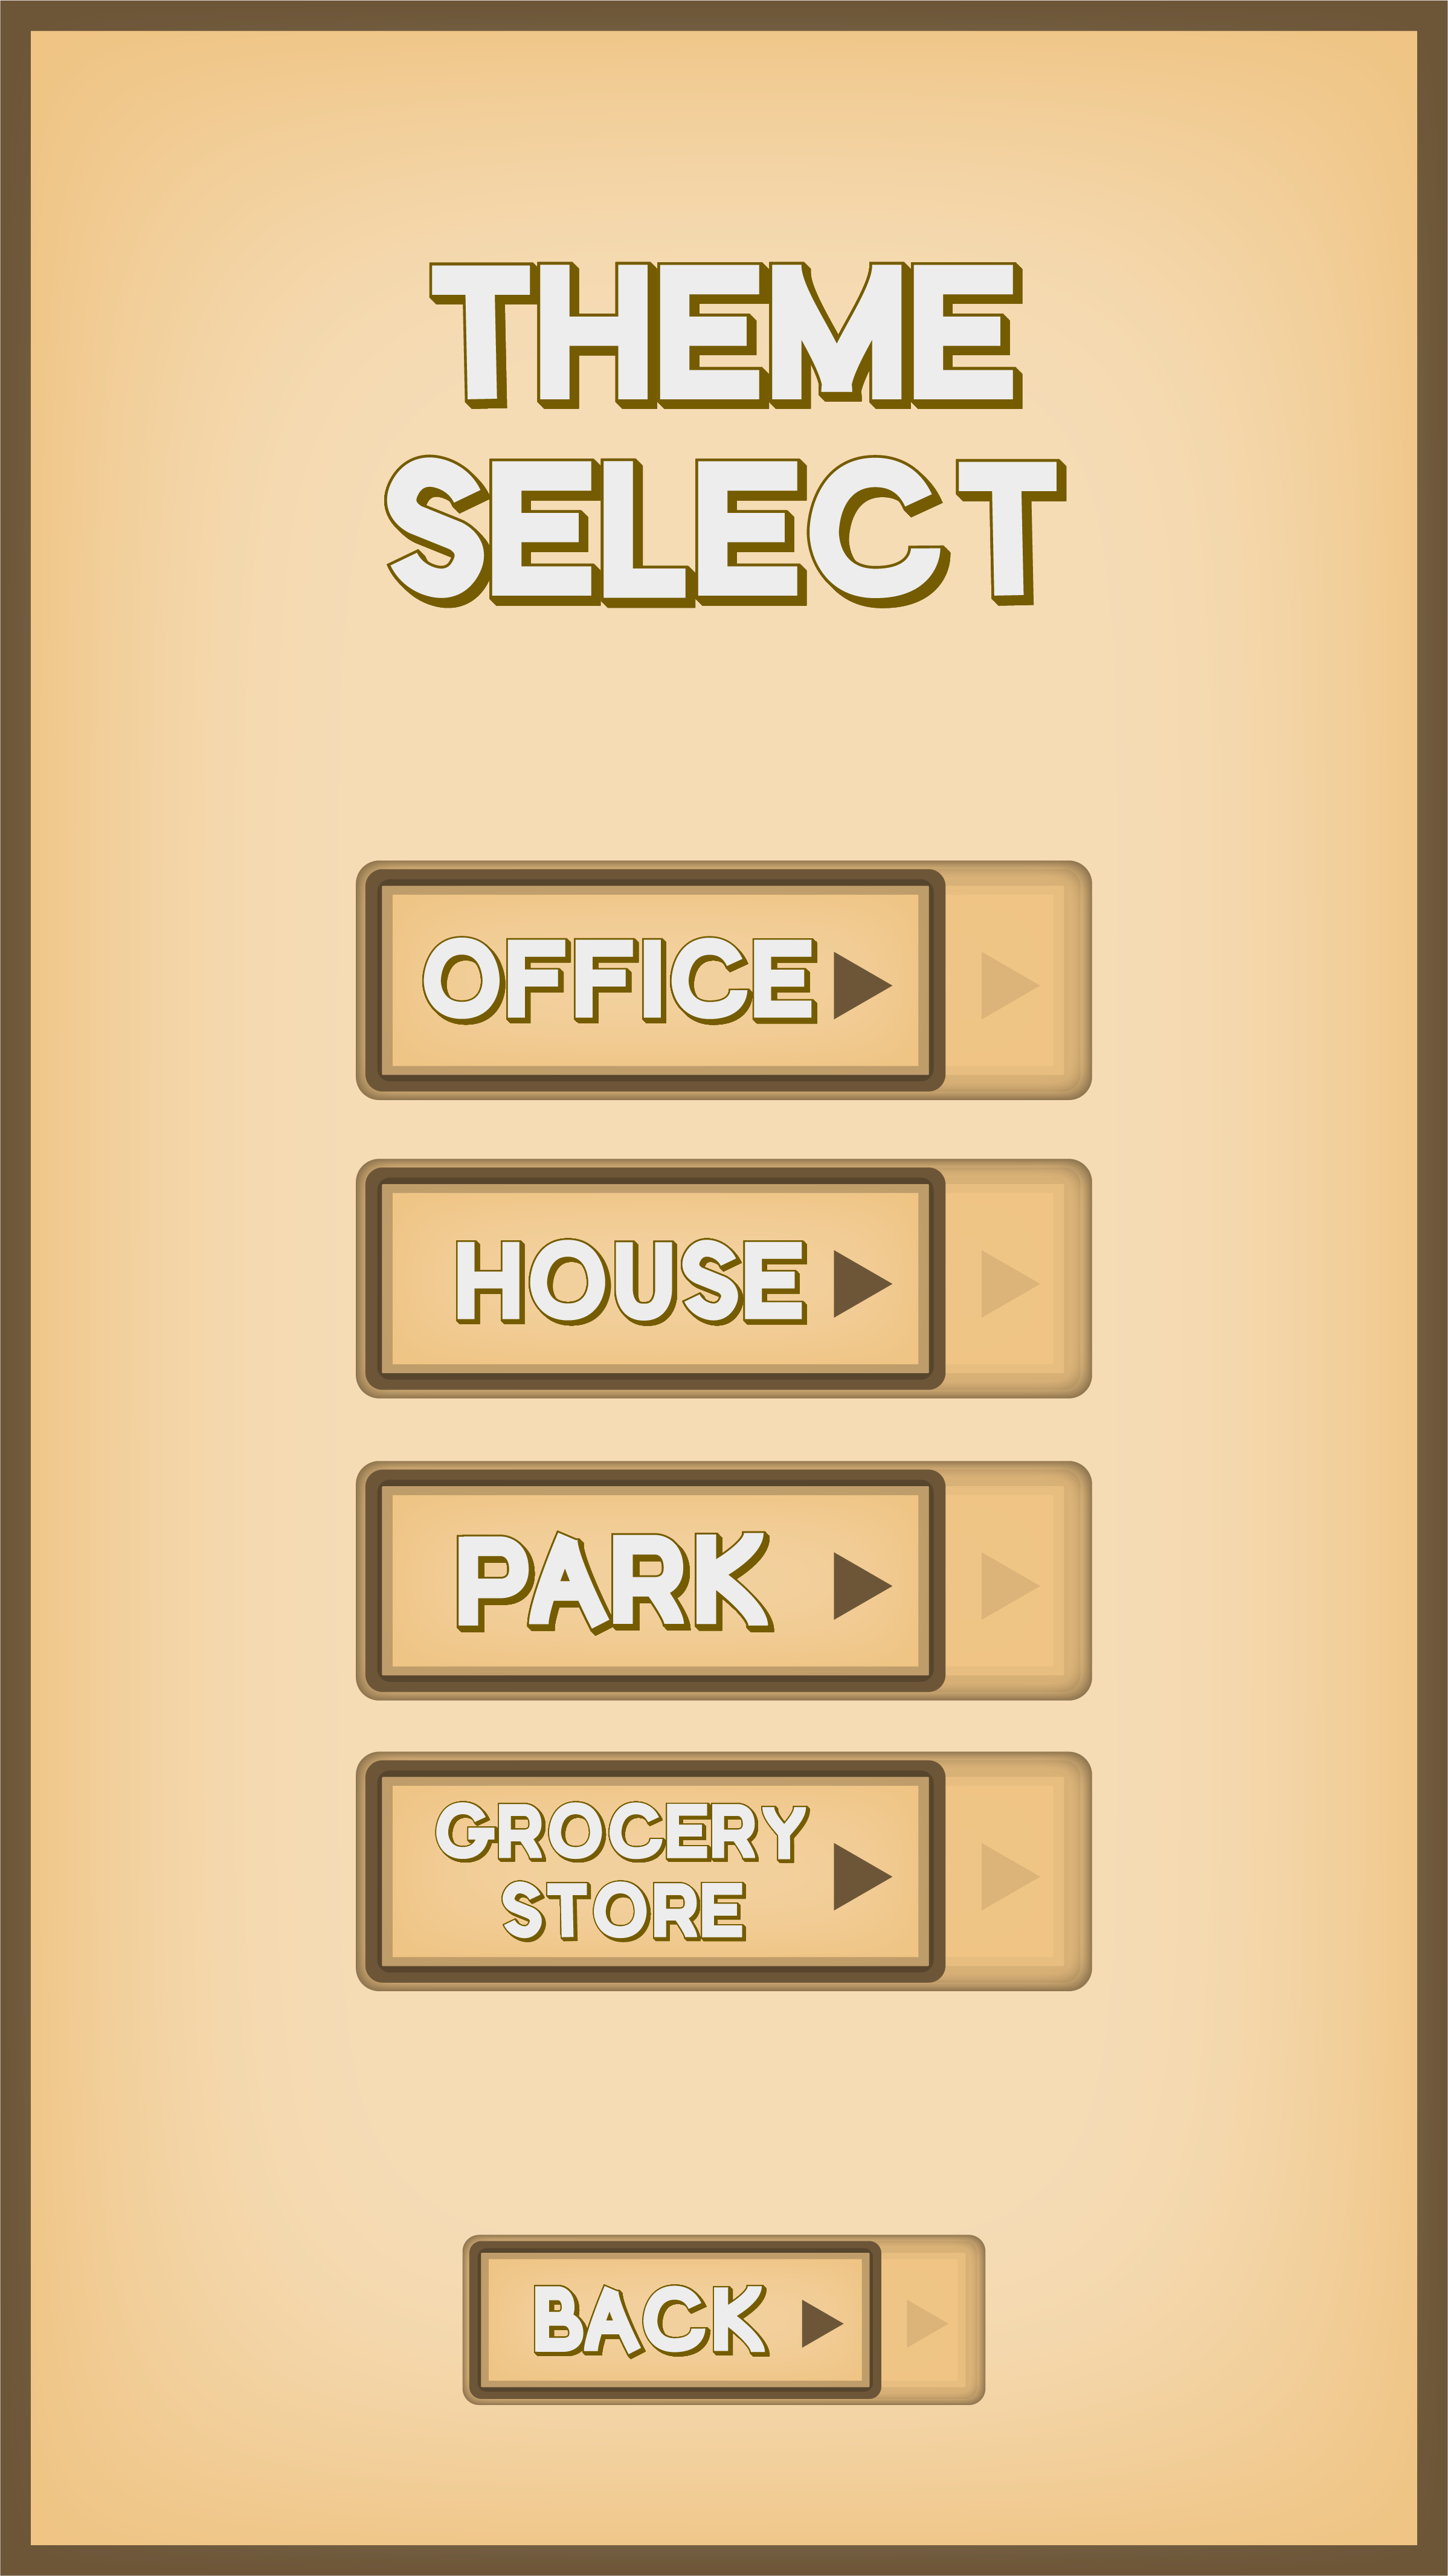 THEME
SELECT
OFFICE
HOUSE
PARK
GROCERY
STORE
BACK